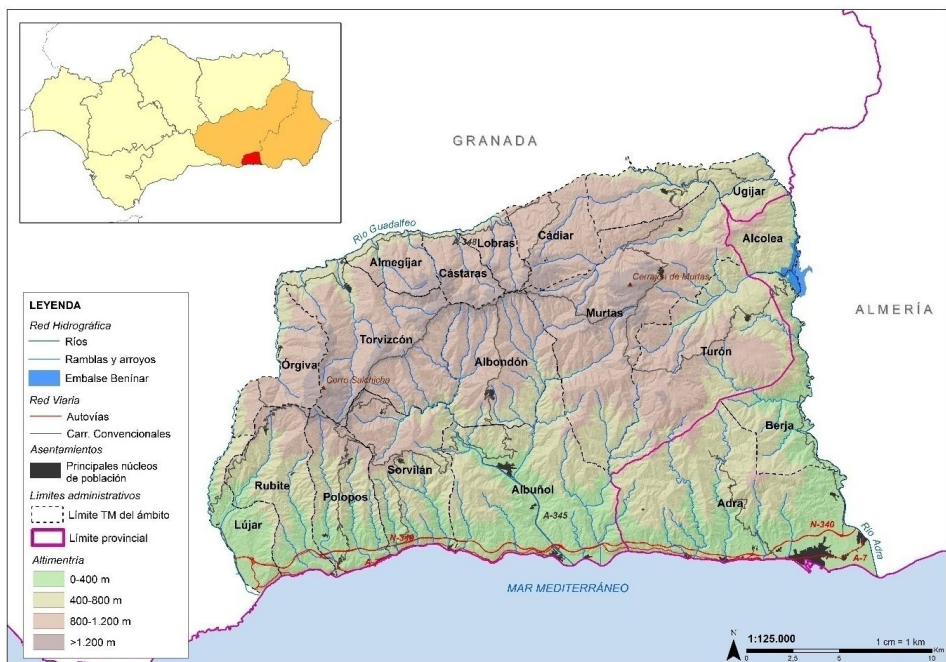 GRANADA
ALMERÍA
Ugijar
Alcolea
Cádiar
Lobras
A-348
Río Guadalfeo
Almegíjar
Cástaras
Cerrajón de Murtas
Murtas
Turón
Torvizcón
Albondón
Órgiva
Cerro Salchicha
Berja
Sorvilán
Rubite
Polopos
Albuñol
Adra
Lújar
A-345
N-340
Río Adra
N-340
A-7
A-7
MAR MEDITERRÁNEO
LEYENDA
Red Hidrográfica
Ríos
Ramblas y arroyos
Embalse Benínar
Red Viaria
Autovías
Carr. Convencionales
Asentamientos
Principales núcleos
de población
Límites administrativos
Límite TM del ámbito
Límite provincial
Altimentría
0-400 m
400-800 m
800-1.200 m
>1.200 m
N
1:125.000
1 cm = 1 km
0 2,5 5 10
Km